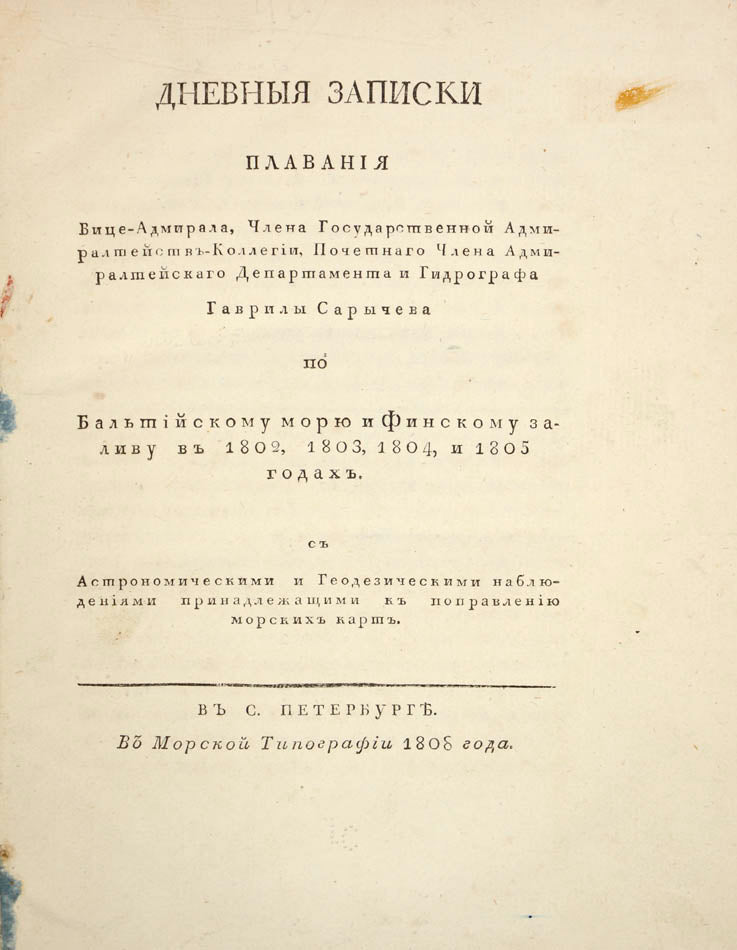 ДНЕВНЫЯ ЗАПИСКИ
ПЛАВАНІЯ
Вице-Адмирала, Члена Государственной Адми-
ралтействъ-Коллегіи, Почетнаго Члена Адми-
ралтейскаго Департамента и Гидрографа
Гаврилы Сарычева
по
Бальтійскому морю и Финскому за-
ливу въ 1802, 1803, 1804, и 1805
годахъ.
съ
Астрономическими и Геодезическими наблю-
деніями принадлежащими къ поправленію
морскихъ картъ.
ВЪ С. ПЕТЕРБУРГѢ.
Въ Морской Типографіи 1808 года.